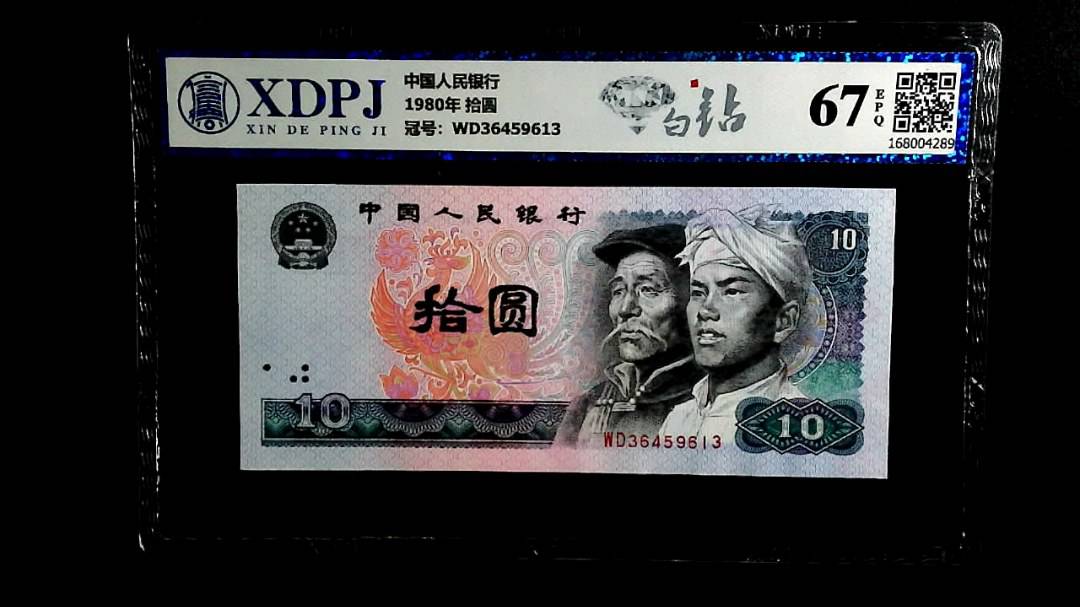 XDPJ
XIN DE PING JI
中国人民银行
1980年 拾圆
冠号：WD36459613
白钻
67
EPQ
168004289
中國人民银行
10
拾圆
10
WD36459613
10